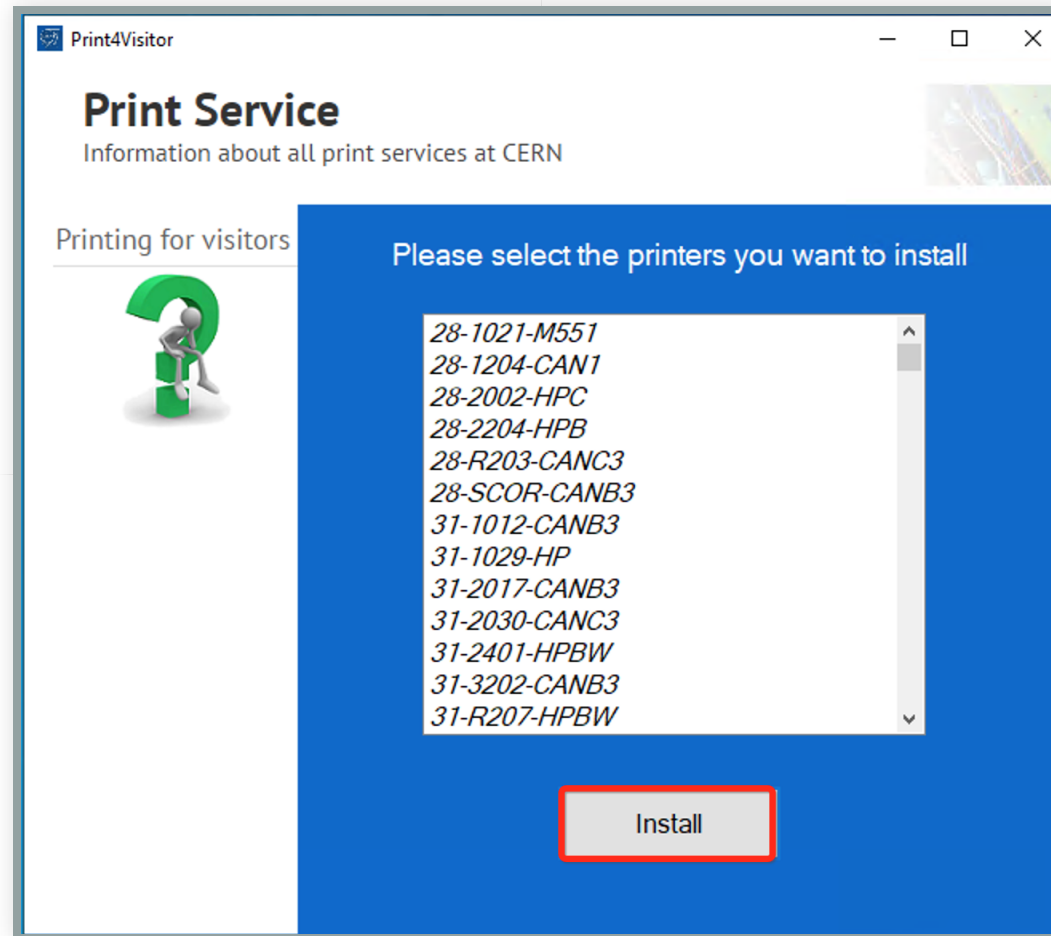 Print4Visitor
Print Service
Information about all print services at CERN
Printing for visitors
Please select the printers you want to install
28-1021-M551
28-1204-CAN1
28-2002-HPC
28-2204-HPB
28-R203-CANC3
28-SCOR-CANB3
31-1012-CANB3
31-1029-HP
31-2017-CANB3
31-2030-CANC3
31-2401-HPBW
31-3202-CANB3
31-R207-HPBW
Install